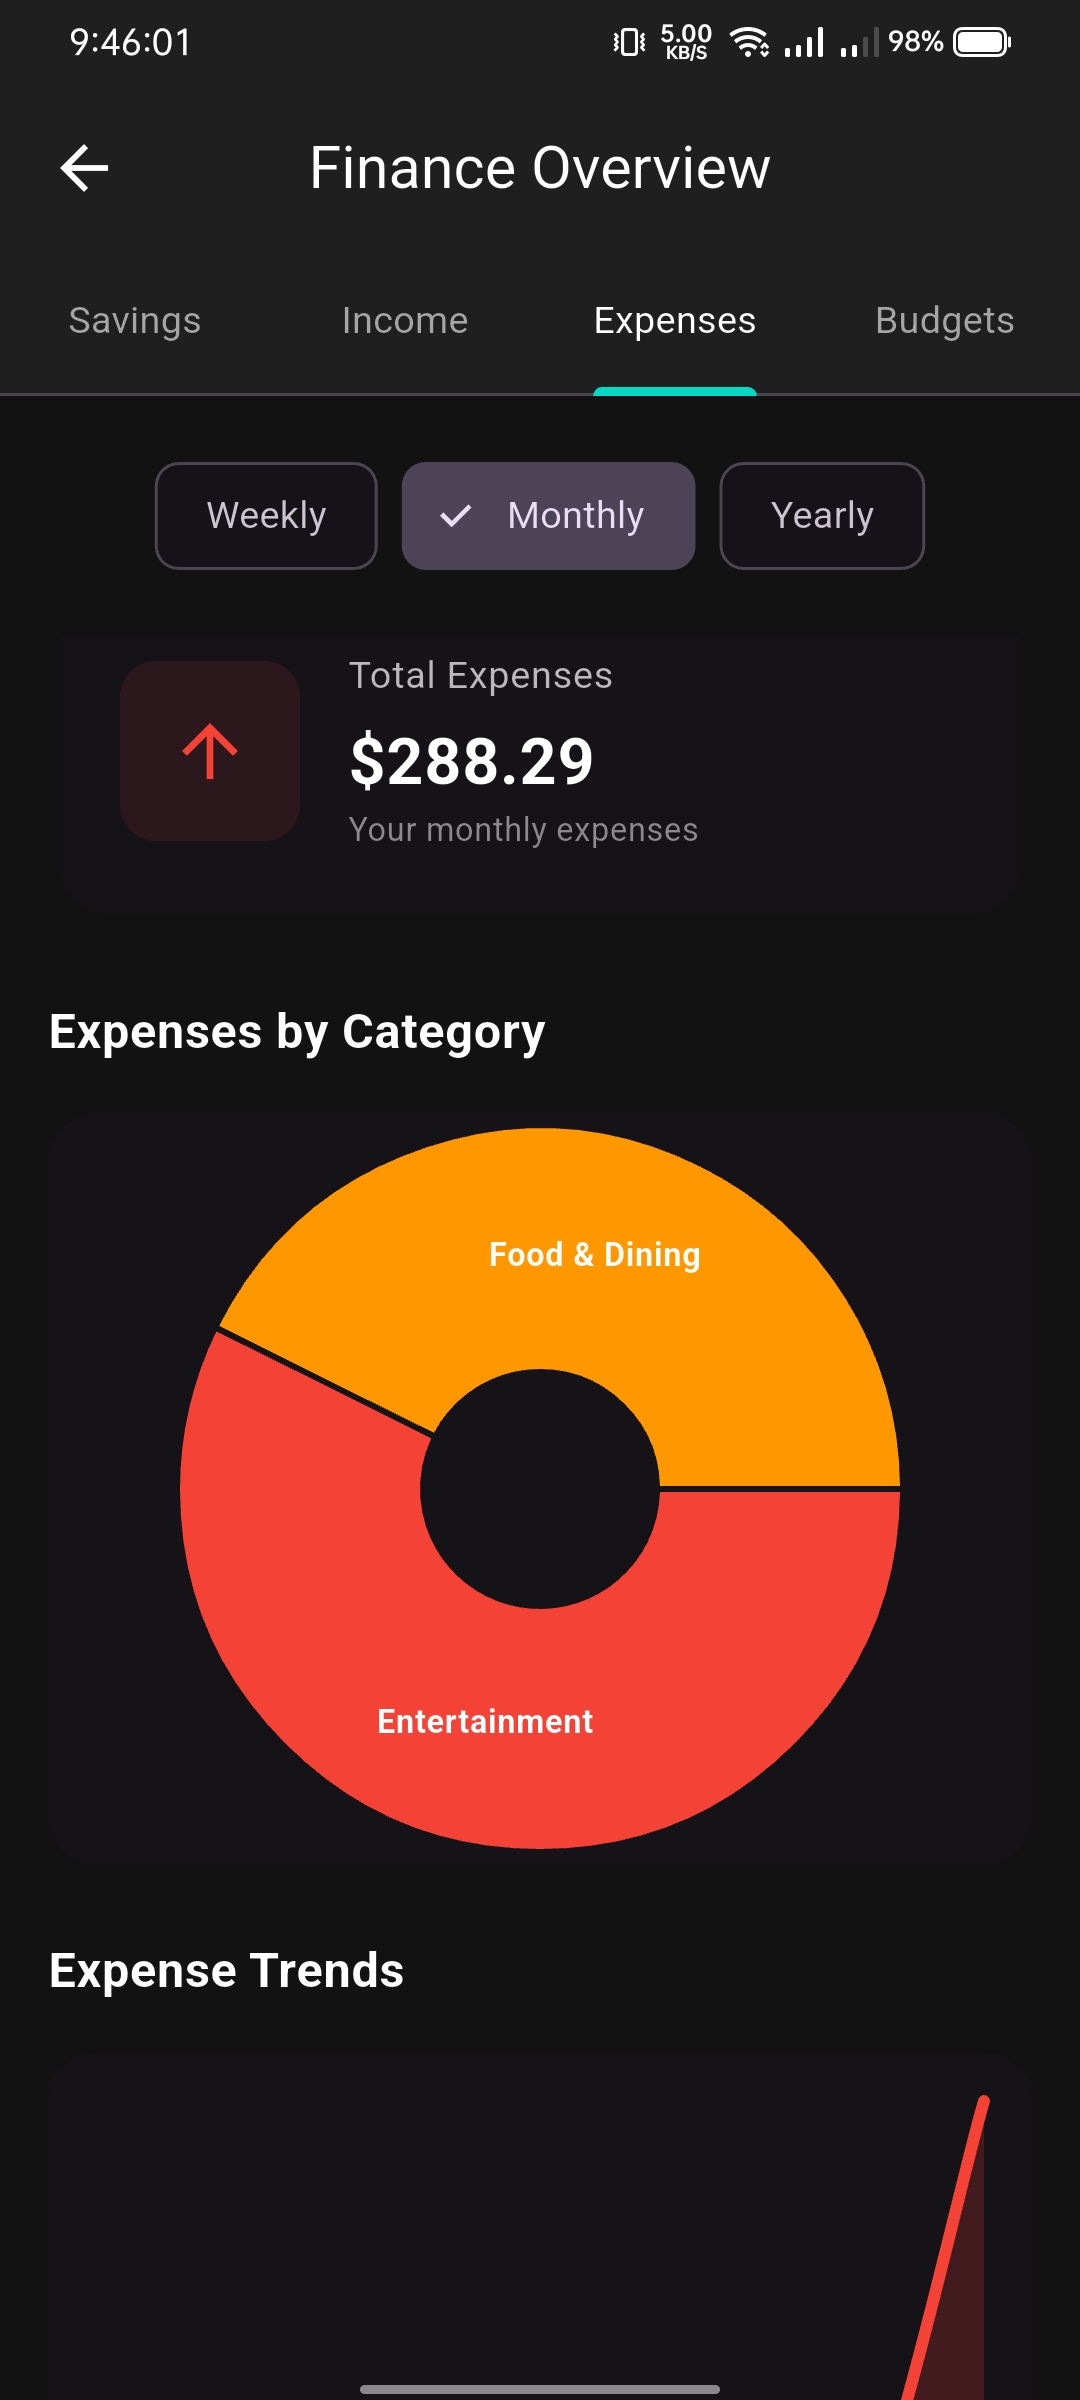 9:46:01
5.00
KB/S
98%
Finance Overview
Savings Income Expenses Budgets
Weekly Monthly Yearly
Total Expenses
$288.29
Your monthly expenses
Expenses by Category
Food & Dining
Entertainment
Expense Trends